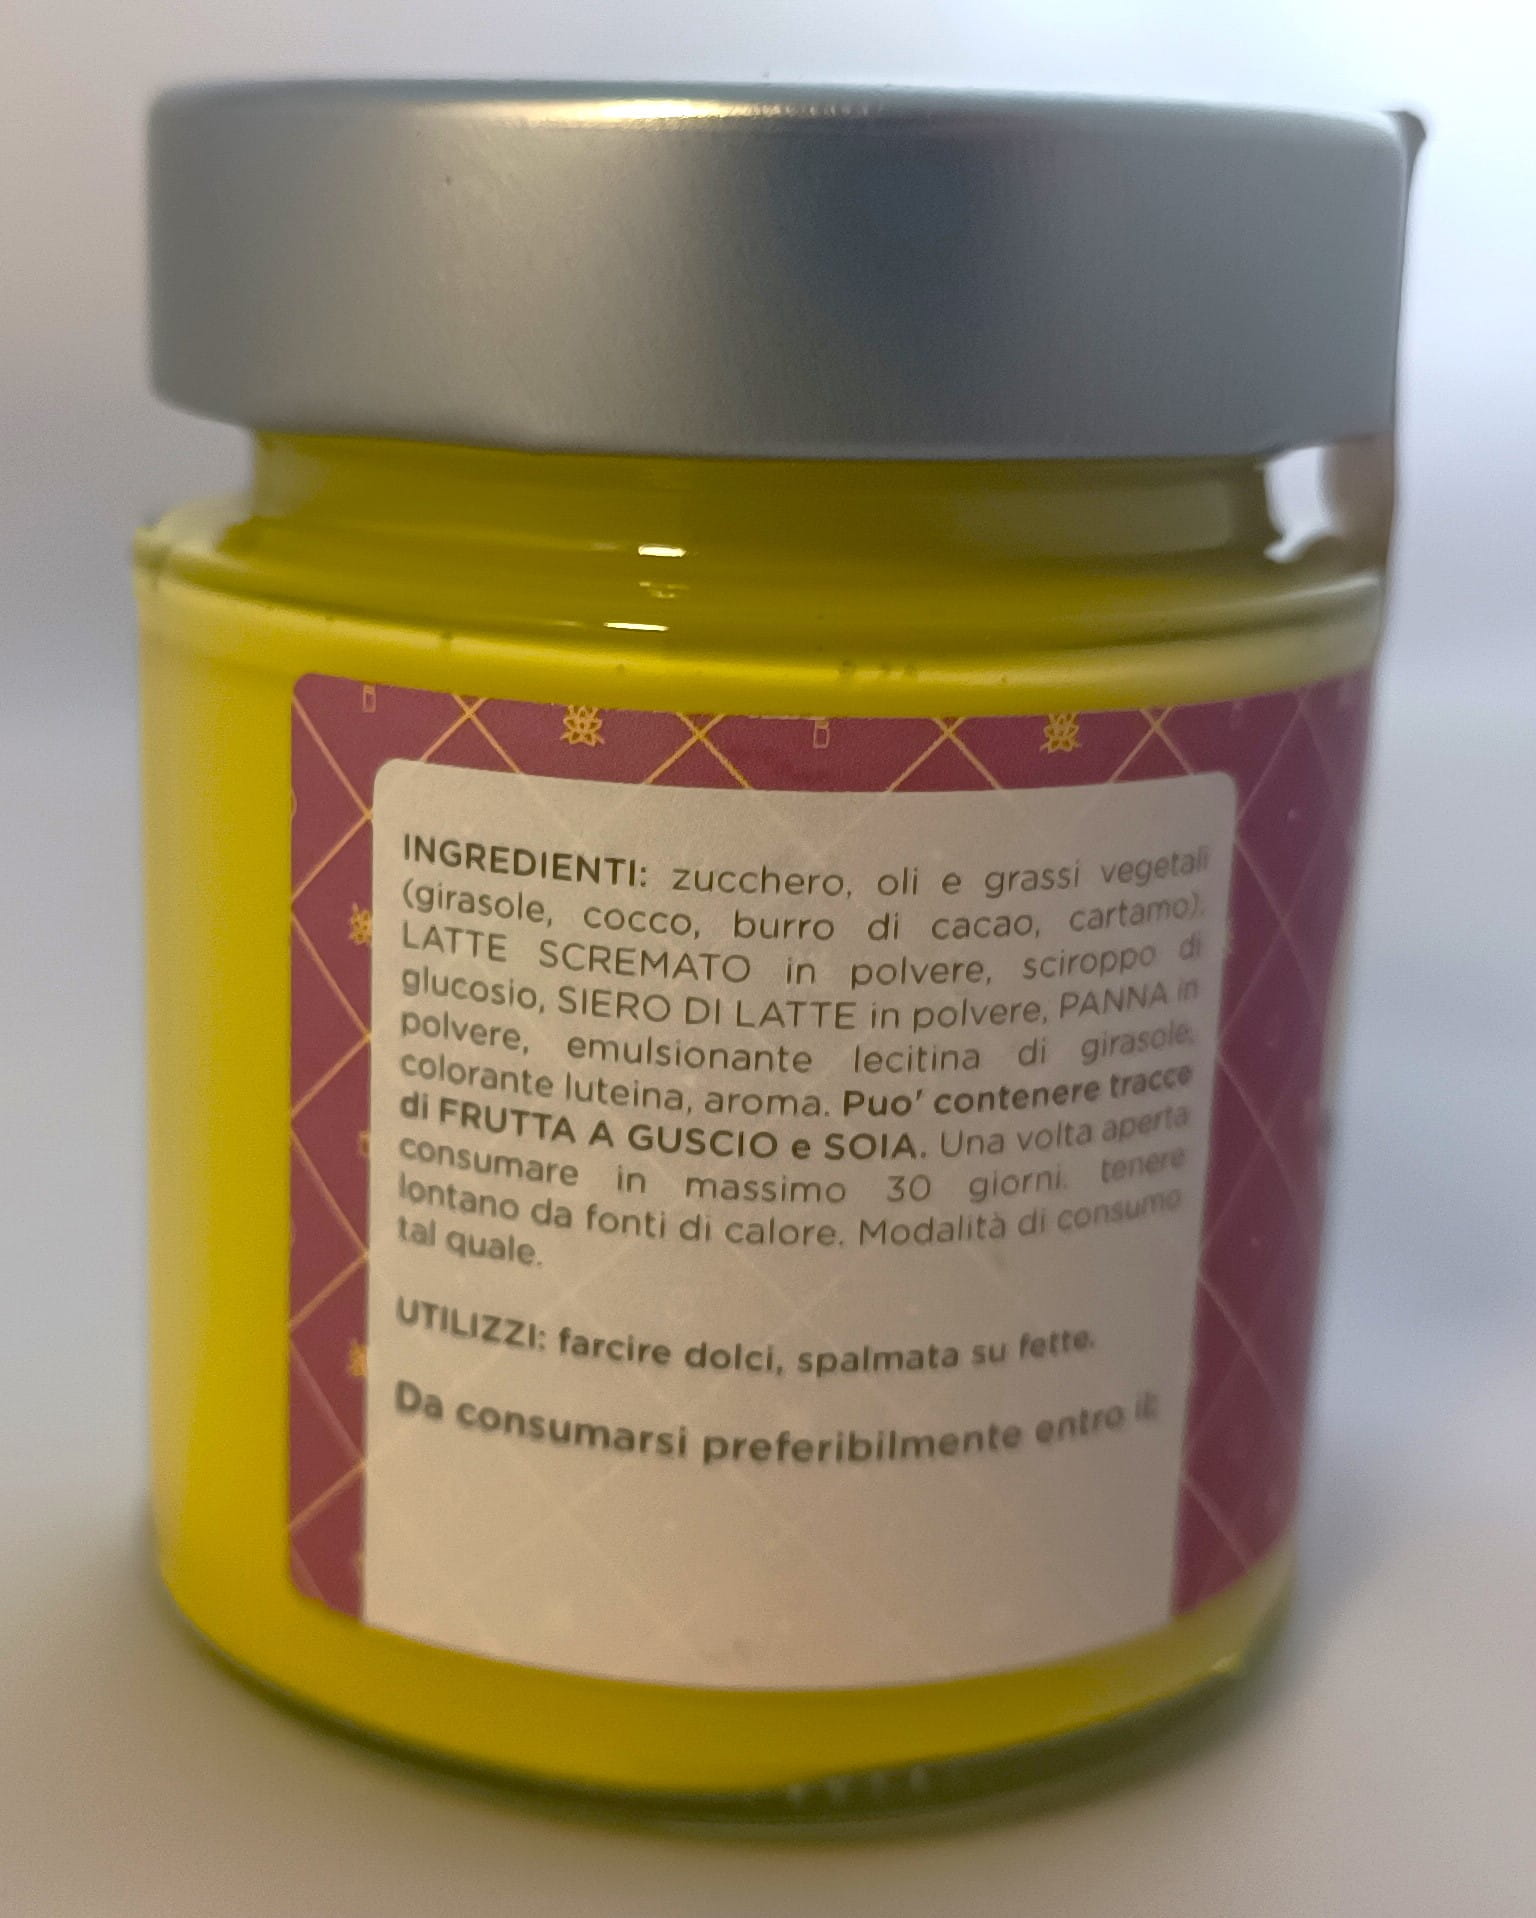 INGREDIENTI: zucchero, oli e grassi vegetali
(girasole, cocco, burro di cacao, cartamo),
LATTE SCREMATO in polvere, sciroppo di
glucosio, SIERO DI LATTE in polvere, PANNA in
polvere, emulsionante lecitina di girasole,
colorante luteina, aroma. Puo' contenere tracce
di FRUTTA A GUSCIO e SOIA. Una volta aperta
consumare in massimo 30 giorni. tenere
lontano da fonti di calore. Modalità di consumo
tal quale.
UTILIZZI: farcire dolci, spalmata su fette.
Da consumarsi preferibilmente entro il: